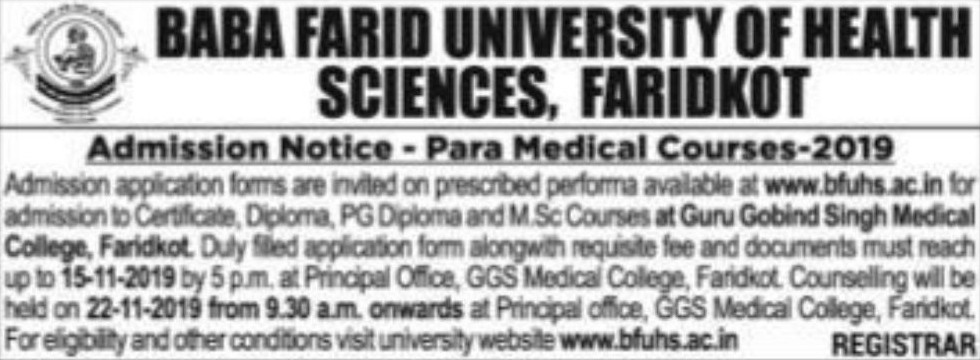 BABA FARID UNIVERSITY OF HEALTH
SCIENCES, FARIDKOT
Admission Notice - Para Medical Courses-2019
Admission application forms are invited on prescribed performa available at www.bfuhs.ac.in for
admission to Certificate, Diploma, PG Diploma and M.Sc Courses at Guru Gobind Singh Medical
College, Faridkot. Duly filled application form alongwith requisite fee and documents must reach
up to 15-11-2019 by 5 p.m. at Principal Office, GGS Medical College, Faridkot. Counselling will be
held on 22-11-2019 from 9.30 a.m. onwards at Principal office, GGS Medical College, Faridkot.
For eligibility and other conditions visit university website www.bfuhs.ac.in REGISTRAR